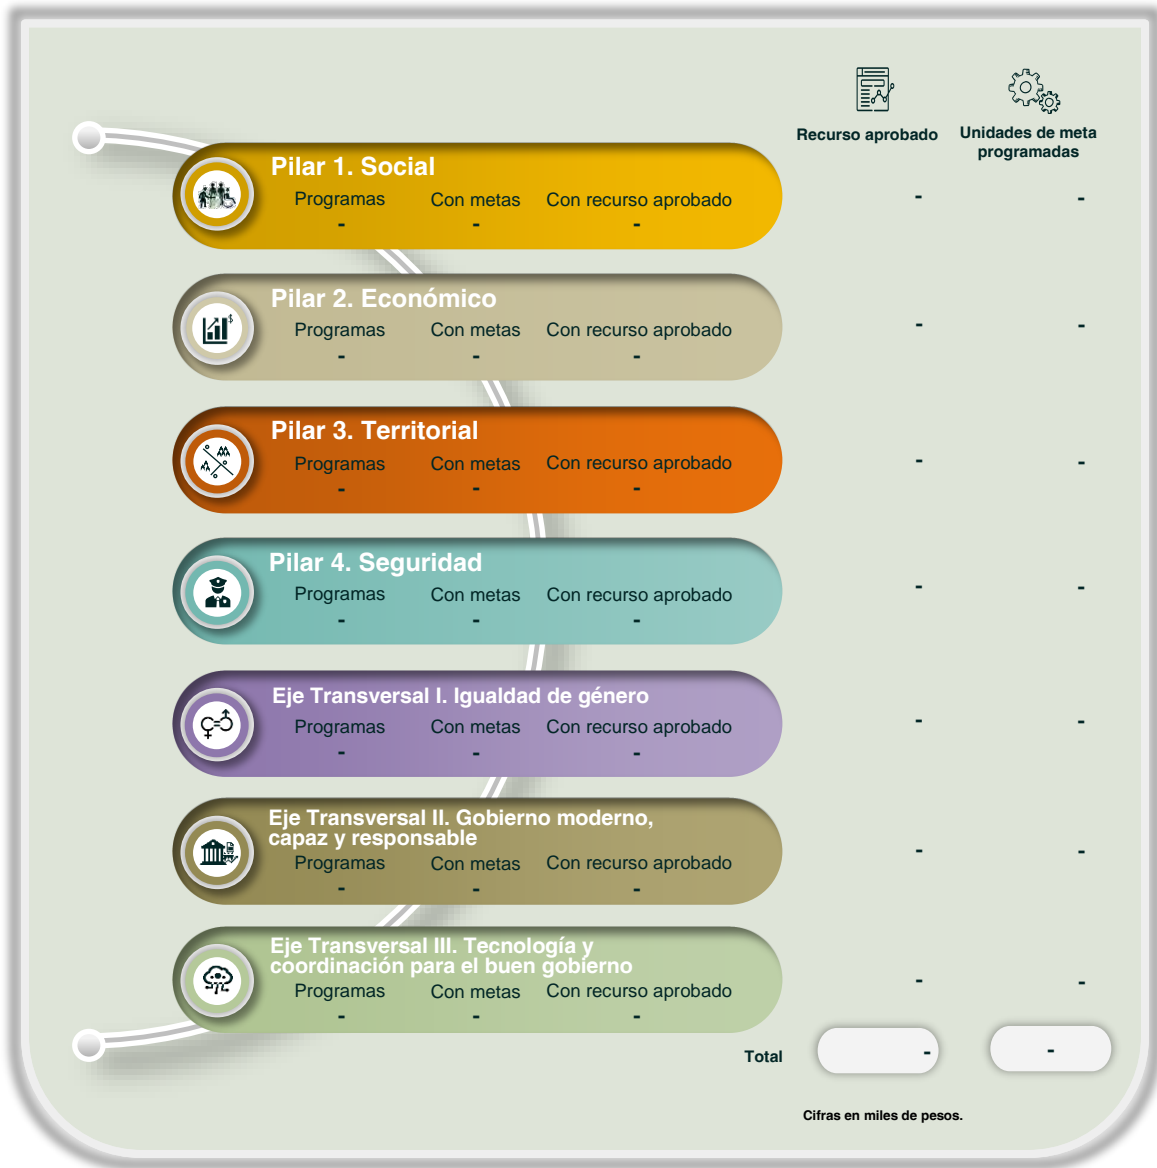 Recurso aprobado
Unidades de meta
programadas
Pilar 1. Social
Programas Con metas Con recurso aprobado - -
- - -
Pilar 2. Económico
Programas Con metas Con recurso aprobado - -
- - -
Pilar 3. Territorial
Programas Con metas Con recurso aprobado - -
- - -
Pilar 4. Seguridad
Programas Con metas Con recurso aprobado - -
- - -
Eje Transversal I. Igualdad de género
Programas Con metas Con recurso aprobado - -
- - -
Eje Transversal II. Gobierno moderno,
capaz y responsable
Programas Con metas Con recurso aprobado - -
- - -
Eje Transversal III. Tecnología y
coordinación para el buen gobierno
Programas Con metas Con recurso aprobado - -
- - -
Total - -
Cifras en miles de pesos.